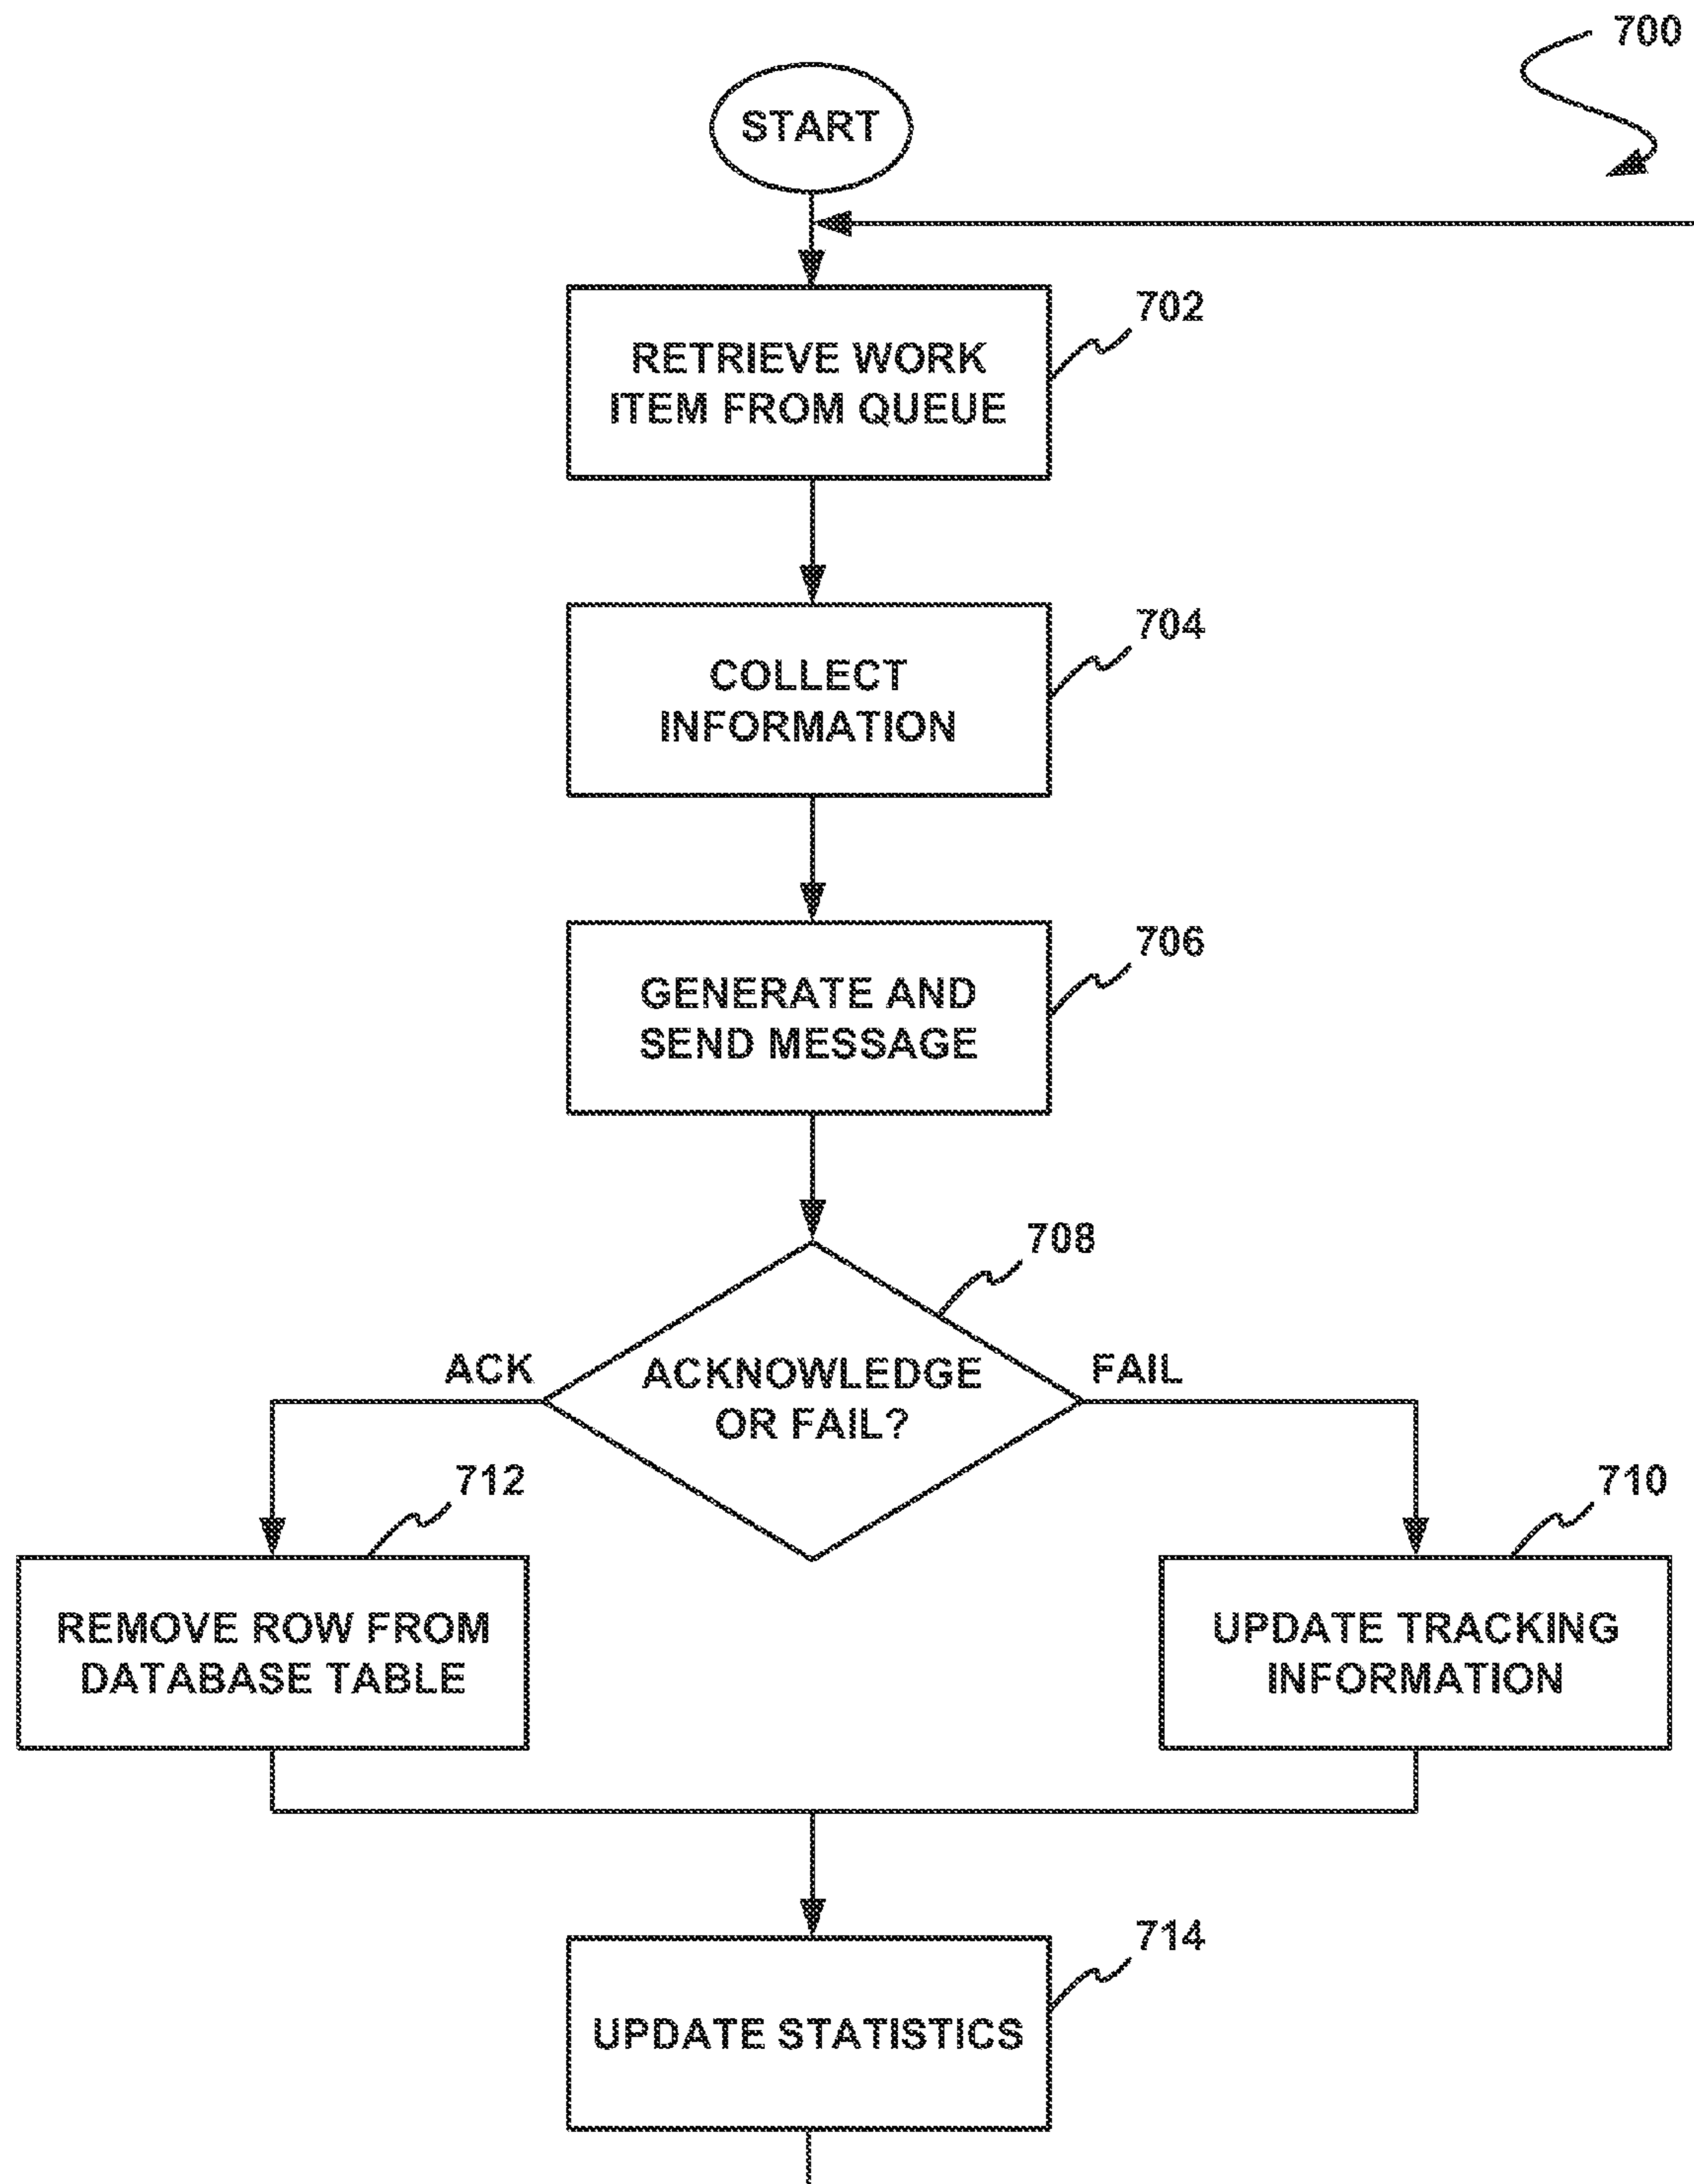 700
START
702
RETRIEVE WORK
ITEM FROM QUEUE
704
COLLECT
INFORMATION
706
GENERATE AND
SEND MESSAGE
708
ACK
ACKNOWLEDGE
OR FAIL?
FAIL
712
710
REMOVE ROW FROM
DATABASE TABLE
UPDATE TRACKING
INFORMATION
714
UPDATE STATISTICS